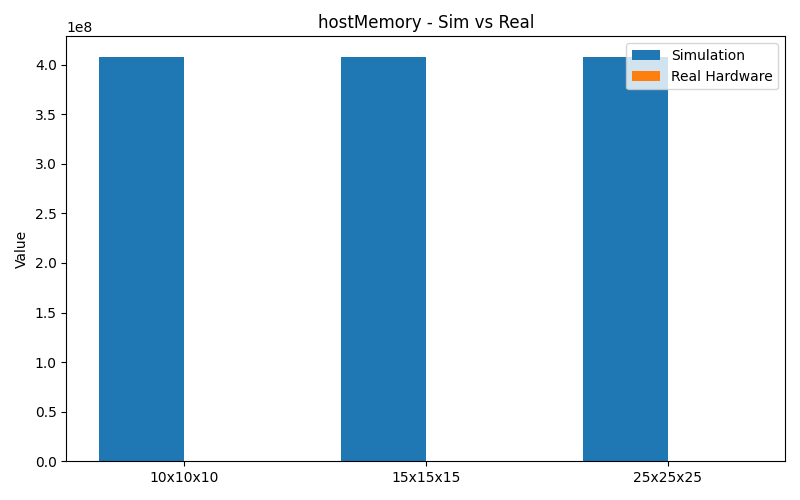 hostMemory - Sim vs Real
1e8
Simulation
Real Hardware
4.0
3.5
3.0
2.5
2.0
1.5
1.0
0.5
0.0
Value
10x10x10
15x15x15
25x25x25